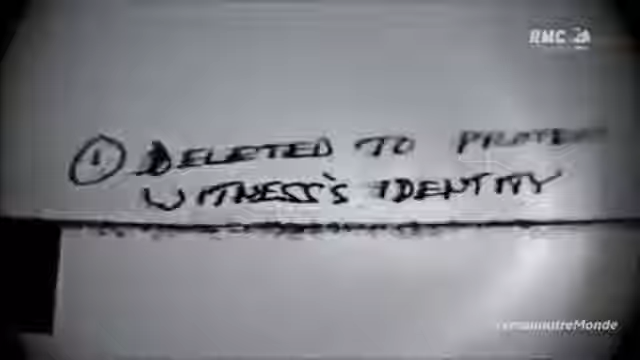 RMC
① DELETED TO PROTECT
WITNESS'S IDENTITY